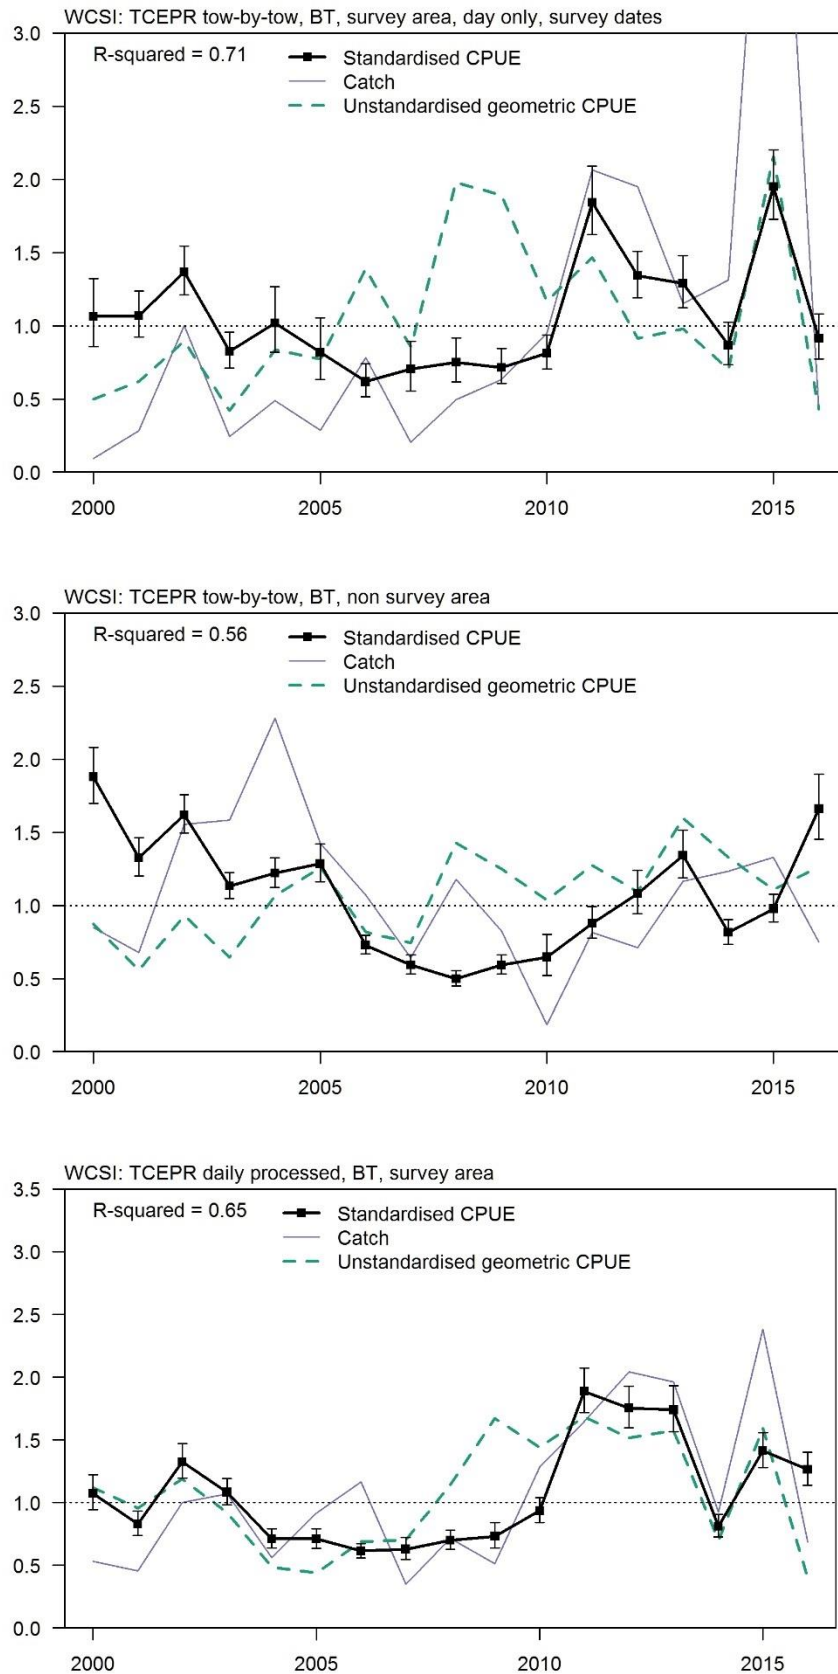 WCSI: TCEPR tow-by-tow, BT, survey area, day only, survey dates
R-squared = 0.71
Standardised CPUE
Catch
Unstandardised geometric CPUE
3.0
2.5
2.0
1.5
1.0
0.5
0.0
2000 2005 2010 2015
WCSI: TCEPR tow-by-tow, BT, non survey area
R-squared = 0.56
Standardised CPUE
Catch
Unstandardised geometric CPUE
3.0
2.5
2.0
1.5
1.0
0.5
0.0
2000 2005 2010 2015
WCSI: TCEPR daily processed, BT, survey area
R-squared = 0.65
Standardised CPUE
Catch
Unstandardised geometric CPUE
3.5
3.0
2.5
2.0
1.5
1.0
0.5
0.0
2000 2005 2010 2015